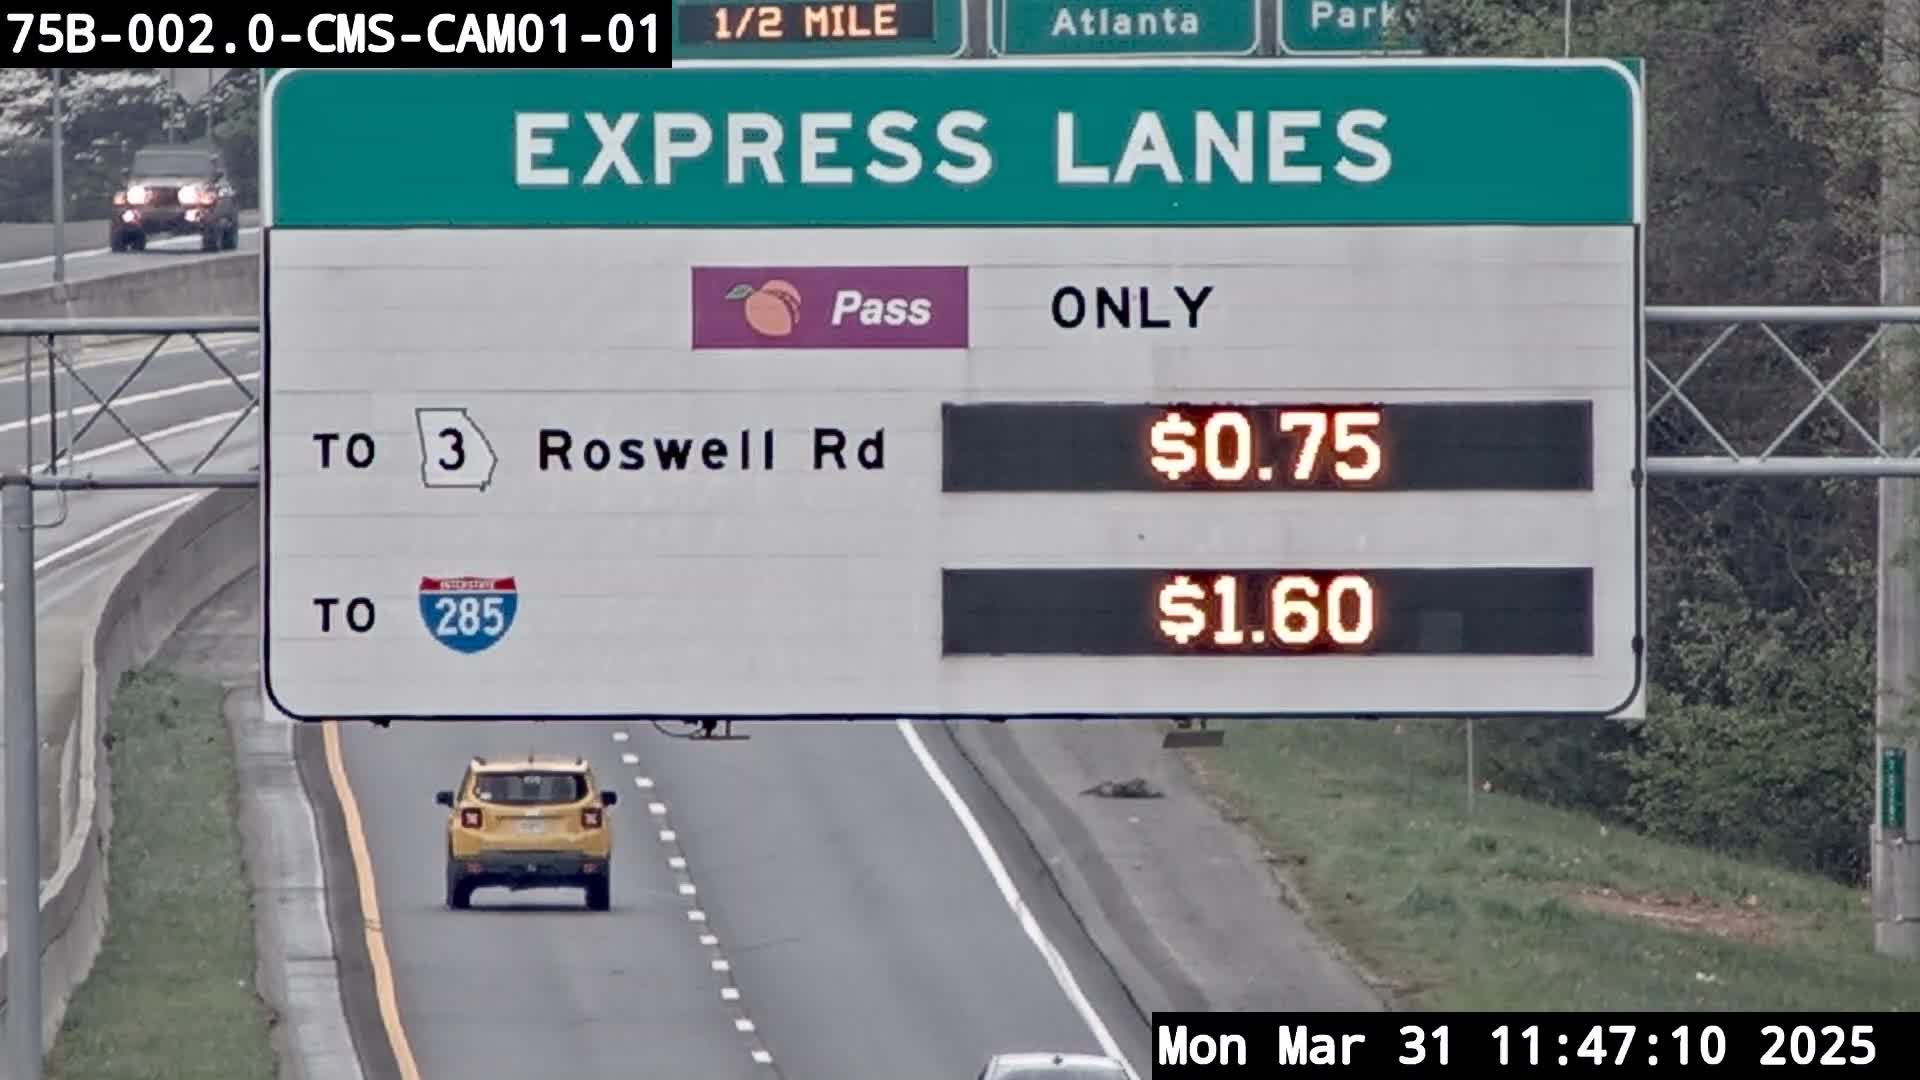 75B-002.0-CMS-CAM01-01
1/2 MILE
Atlanta
EXPRESS LANES
Pass ONLY
TO 3 Roswell Rd $0.75
TO INTERSTATE 285 $1.60
Mon Mar 31 11:47:10 2025